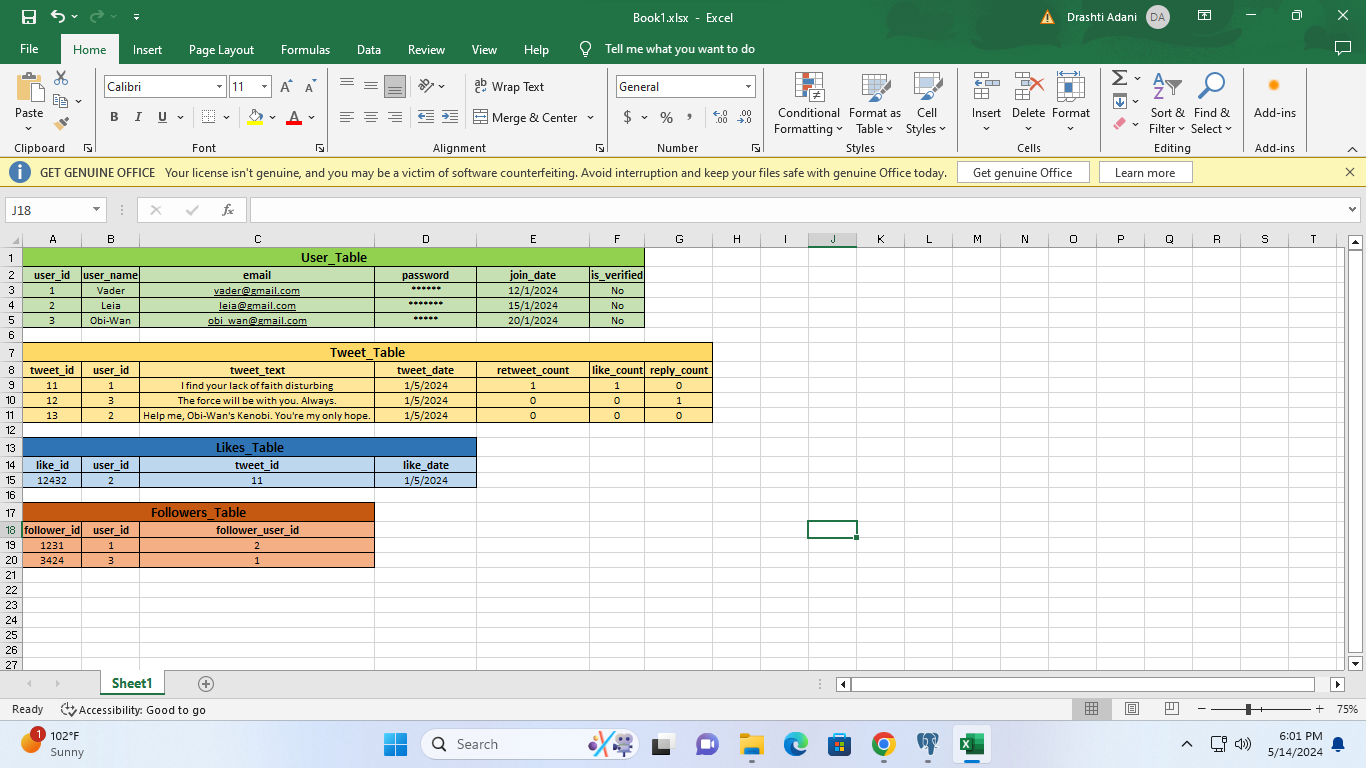 Book1.xlsx - Excel
Drashti Adani DA
File Home Insert Page Layout Formulas Data Review View Help Tell me what you want to do
Paste
Clipboard
Calibri 11
B I U A
Font
ab Wrap Text
Merge & Center
Alignment
General
$ % ,
Number
Conditional Formatting
Format as Table
Cell Styles
Styles
Insert Delete Format
Cells
Sort & Filter
Find & Select
Editing
Add-ins
Add-ins
GET GENUINE OFFICE Your license isn't genuine, and you may be a victim of software counterfeiting. Avoid interruption and keep your files safe with genuine Office today. Get genuine Office Learn more
J18 fx
A B C D E F G H I J K L M N O P Q R S T
1 User_Table
2 user_id user_name email password join_date is_verified
3 1 Vader vader@gmail.com ****** 12/1/2024 No
4 2 Leia leia@gmail.com ******* 15/1/2024 No
5 3 Obi-Wan obi_wan@gmail.com ***** 20/1/2024 No
6
7 Tweet_Table
8 tweet_id user_id tweet_text tweet_date retweet_count like_count reply_count
9 11 1 I find your lack of faith disturbing 1/5/2024 1 1 0
10 12 3 The force will be with you. Always. 1/5/2024 0 0 1
11 13 2 Help me, Obi-Wan's Kenobi. You're my only hope. 1/5/2024 0 0 0
12
13 Likes_Table
14 like_id user_id tweet_id like_date
15 12432 2 11 1/5/2024
16
17 Followers_Table
18 follower_id user_id follower_user_id
19 1231 1 2
20 3424 3 1
21
22
23
24
25
26
27
Sheet1
Ready Accessibility: Good to go 75%
1 102°F
Sunny
Search
6:01 PM
5/14/2024